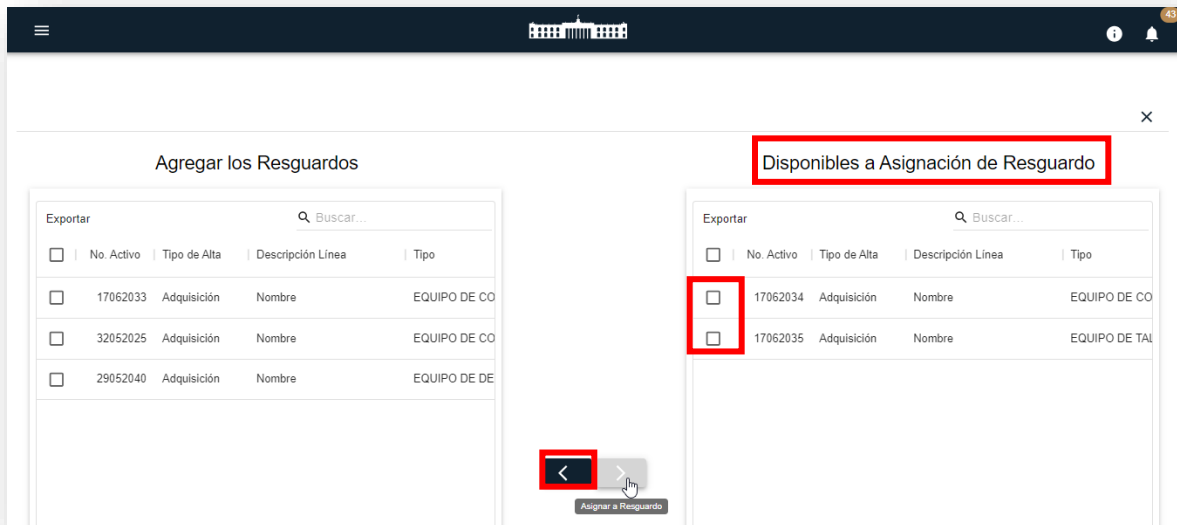 43
Agregar los Resguardos
Disponibles a Asignación de Resguardo
Exportar
Buscar...
No. Activo
Tipo de Alta
Descripción Línea
Tipo
17062033
Adquisición
Nombre
EQUIPO DE CO
32052025
Adquisición
Nombre
EQUIPO DE CO
29052040
Adquisición
Nombre
EQUIPO DE DE
Exportar
Buscar...
No. Activo
Tipo de Alta
Descripción Línea
Tipo
17062034
Adquisición
Nombre
EQUIPO DE CO
17062035
Adquisición
Nombre
EQUIPO DE TAL
Asignar a Resguardo